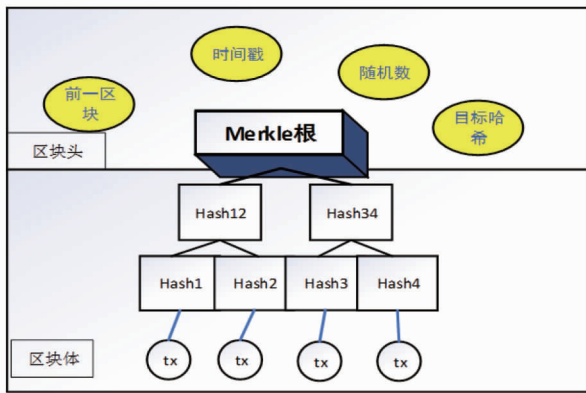 时间戳
随机数
前一区
块
目标哈
希
Merkle根
区块头
Hash12
Hash34
Hash1
Hash2
Hash3
Hash4
区块体
tx
tx
tx
tx